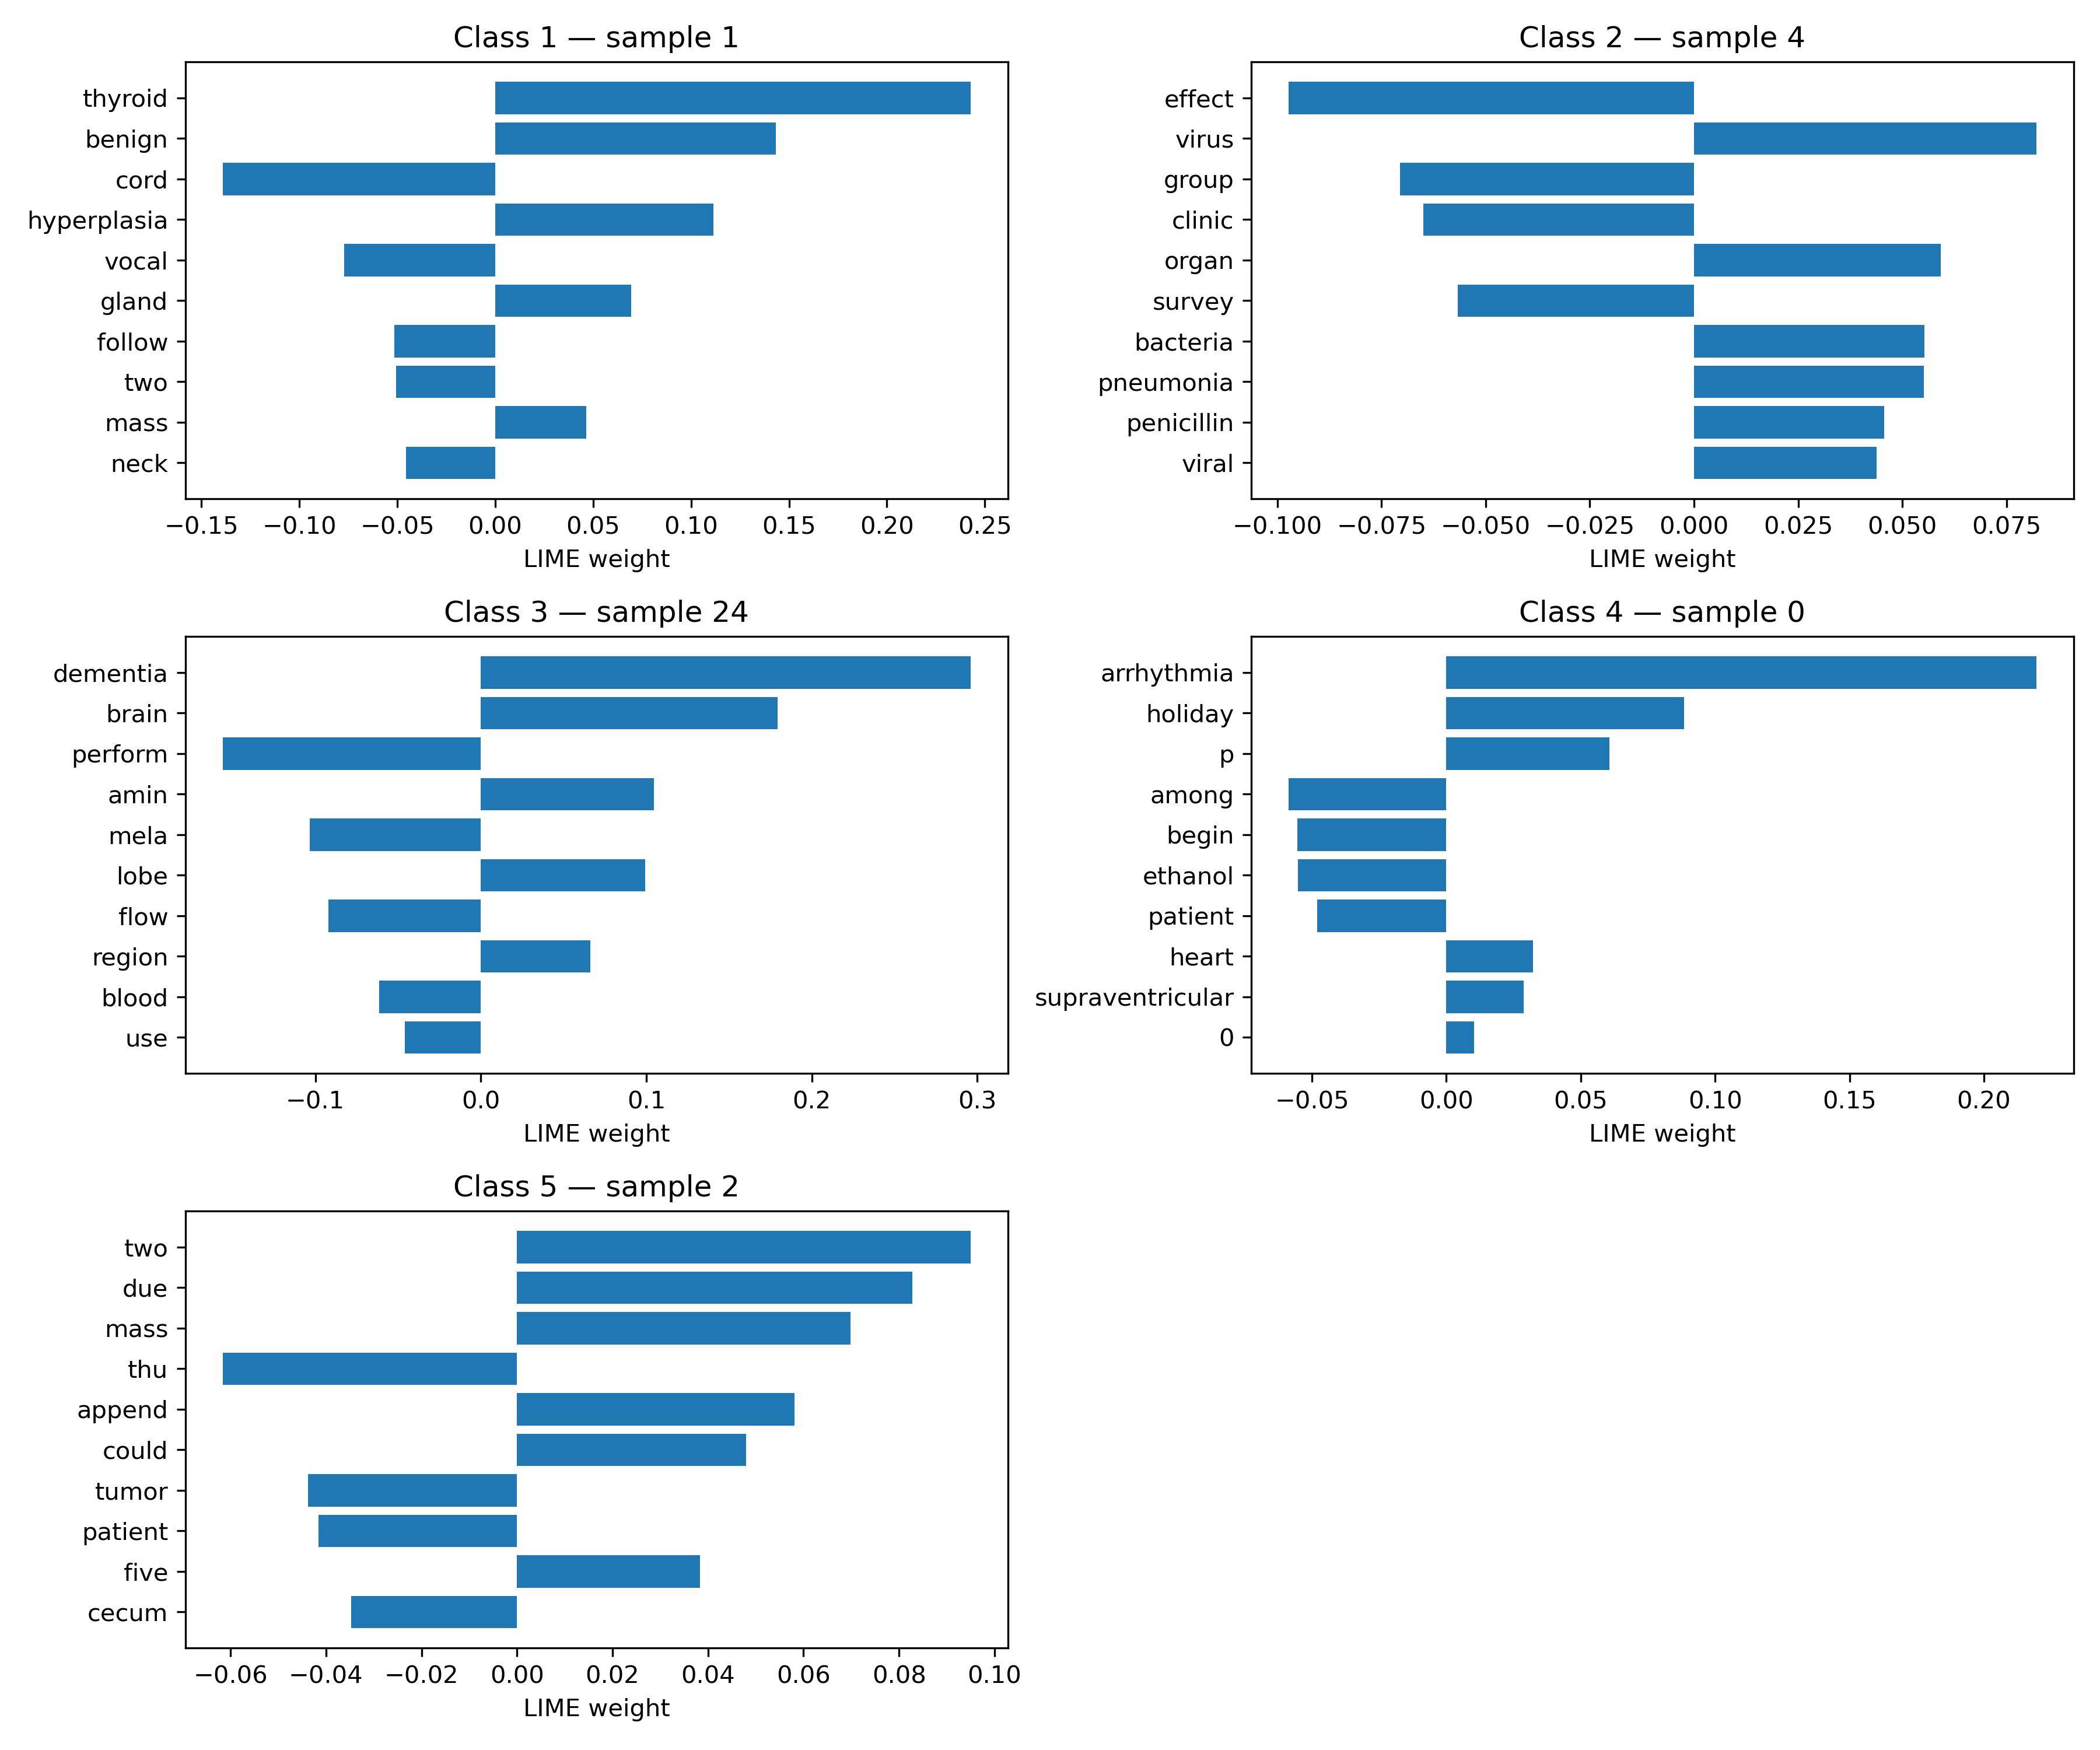 Class 1 — sample 1
thyroid
benign
cord
hyperplasia
vocal
gland
follow
two
mass
neck
−0.15 −0.10 −0.05 0.00 0.05 0.10 0.15 0.20 0.25
LIME weight
Class 2 — sample 4
effect
virus
group
clinic
organ
survey
bacteria
pneumonia
penicillin
viral
−0.100 −0.075 −0.050 −0.025 0.000 0.025 0.050 0.075
LIME weight
Class 3 — sample 24
dementia
brain
perform
amin
mela
lobe
flow
region
blood
use
−0.1 0.0 0.1 0.2 0.3
LIME weight
Class 4 — sample 0
arrhythmia
holiday
p
among
begin
ethanol
patient
heart
supraventricular
0
−0.05 0.00 0.05 0.10 0.15 0.20
LIME weight
Class 5 — sample 2
two
due
mass
thu
append
could
tumor
patient
five
cecum
−0.06 −0.04 −0.02 0.00 0.02 0.04 0.06 0.08 0.10
LIME weight